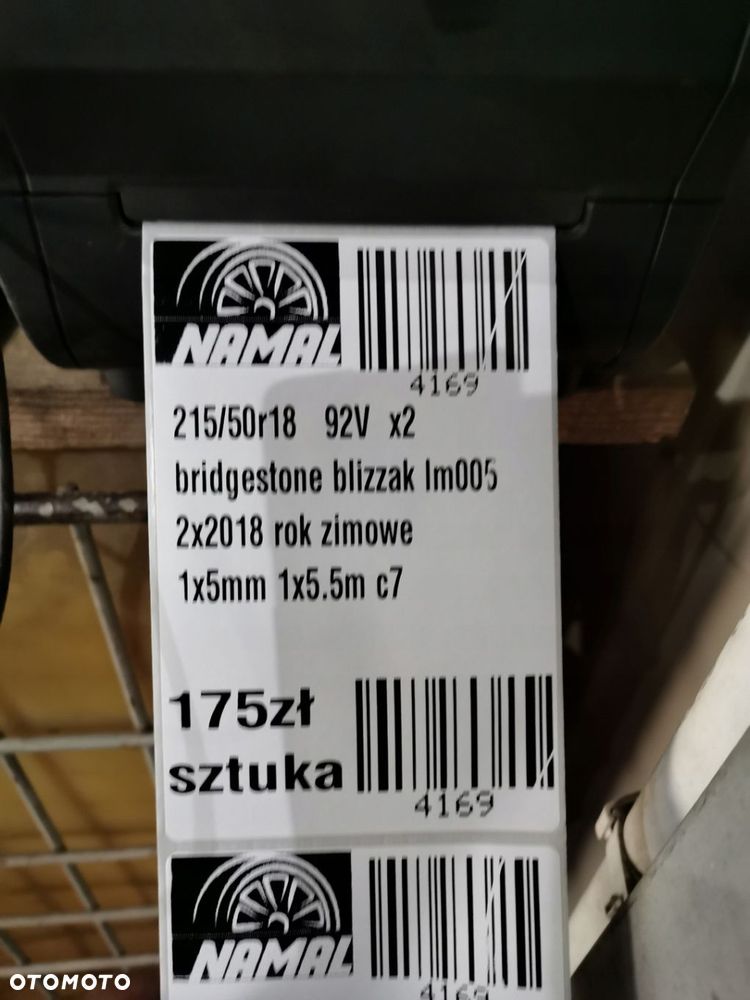 NAMAL
4169
215/50r18 92V x2
bridgestone blizzak lm005
2x2018 rok zimowe
1x5mm 1x5.5m c7
175zł
sztuka
4169
NAMAL
4169
OTOMOTO